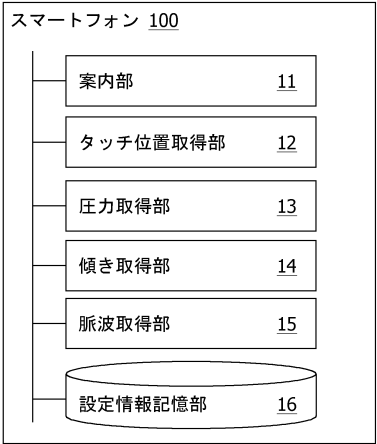 スマートフォン 100
案内部 11
タッチ位置取得部 12
圧力取得部 13
傾き取得部 14
脈波取得部 15
設定情報記憶部 16